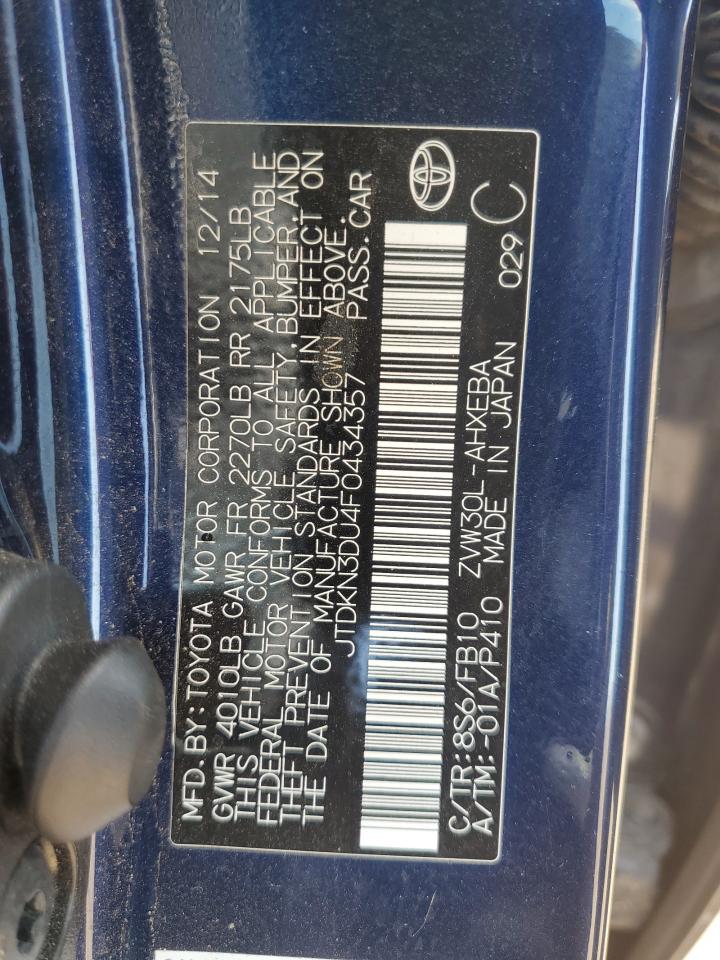 MFD.BY:TOYOTA MOTOR CORPORATION 12/14
GVWR 4010LB GAWR FR 2270LB RR 2175LB
THIS VEHICLE CONFORMS TO ALL APPLICABLE
FEDERAL MOTOR VEHICLE SAFETY.BUMPER.AND
THEFT PREVENTION STANDARDS IN EFFECT ON
THE DATE OF MANUFACTURE SHOWN ABOVE.
JTDKN3DU4F0434357 PASS.CAR
C/TR:8S6/FB10 ZVW30L-AHXEBA
A/TM:-01A/P410 MADE IN JAPAN 029 C